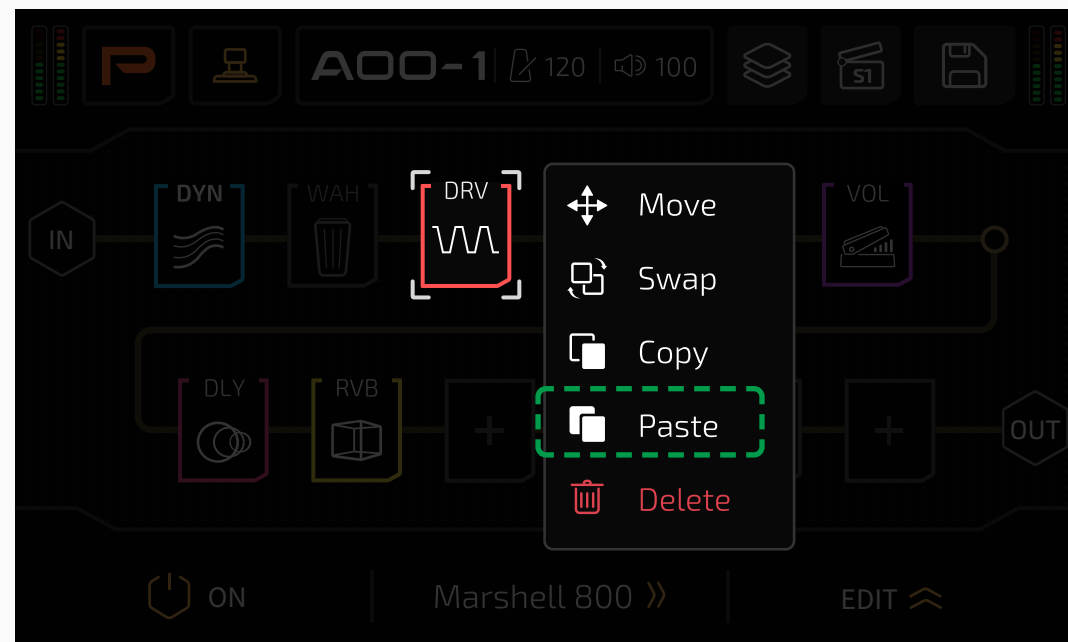 A00-1 120 100 S1
IN DYN WAH DRV VOL
Move
Swap
Copy
DLY RVB + +
Paste
OUT
Delete
ON Marshell 800 EDIT